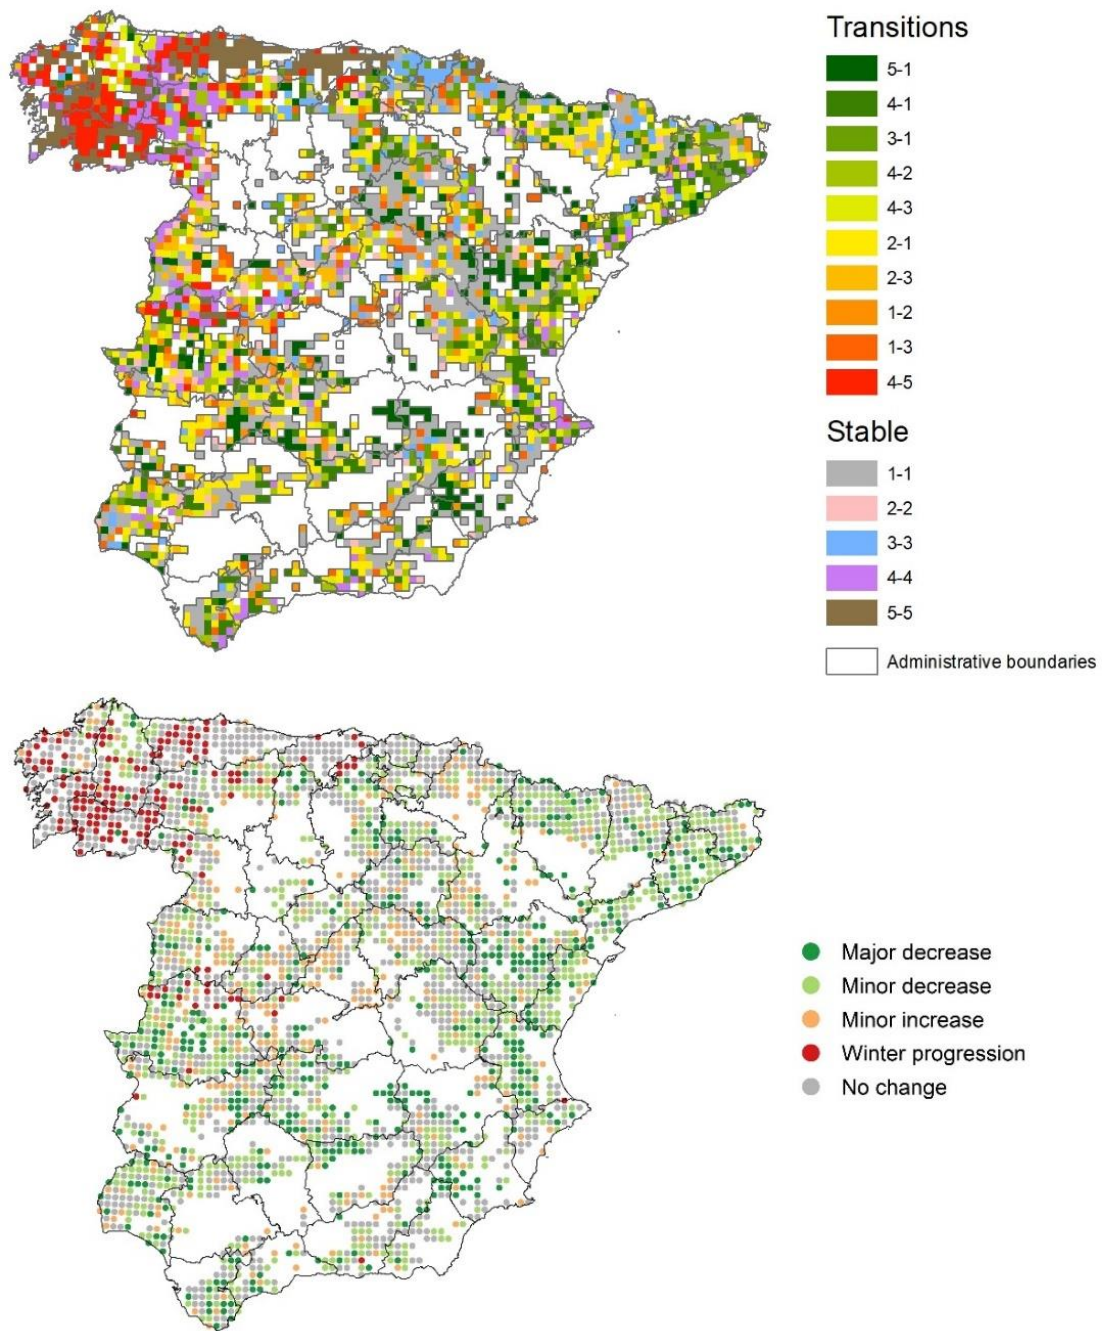 Transitions
5-1
4-1
3-1
4-2
4-3
2-1
2-3
1-2
1-3
4-5
Stable
1-1
2-2
3-3
4-4
5-5
Administrative boundaries
Major decrease
Minor decrease
Minor increase
Winter progression
No change